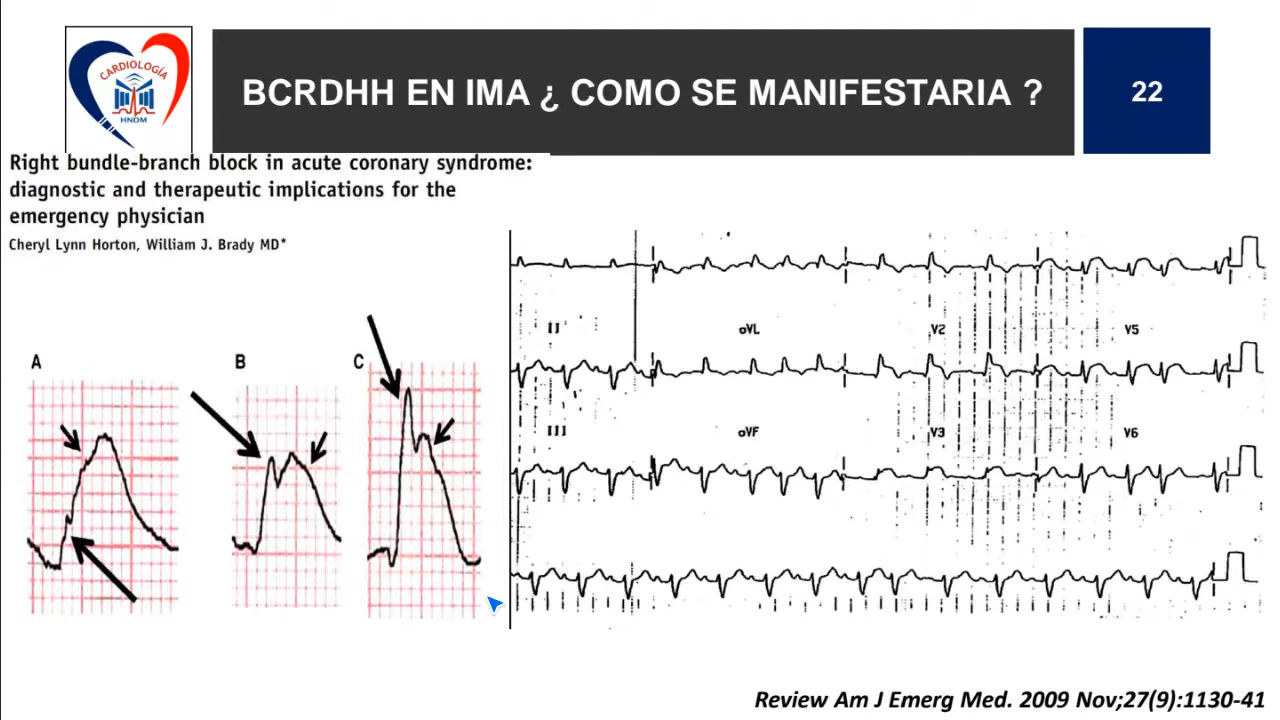 CARDIOLOGÍA
HNDM
BCRDHH EN IMA ¿ COMO SE MANIFESTARIA ?
22
Right bundle-branch block in acute coronary syndrome:
diagnostic and therapeutic implications for the
emergency physician
Cheryl Lynn Horton, William J. Brady MD*
A
B
C
II
aVL
V2
V5
III
aVF
V3
V6
Review Am J Emerg Med. 2009 Nov;27(9):1130-41